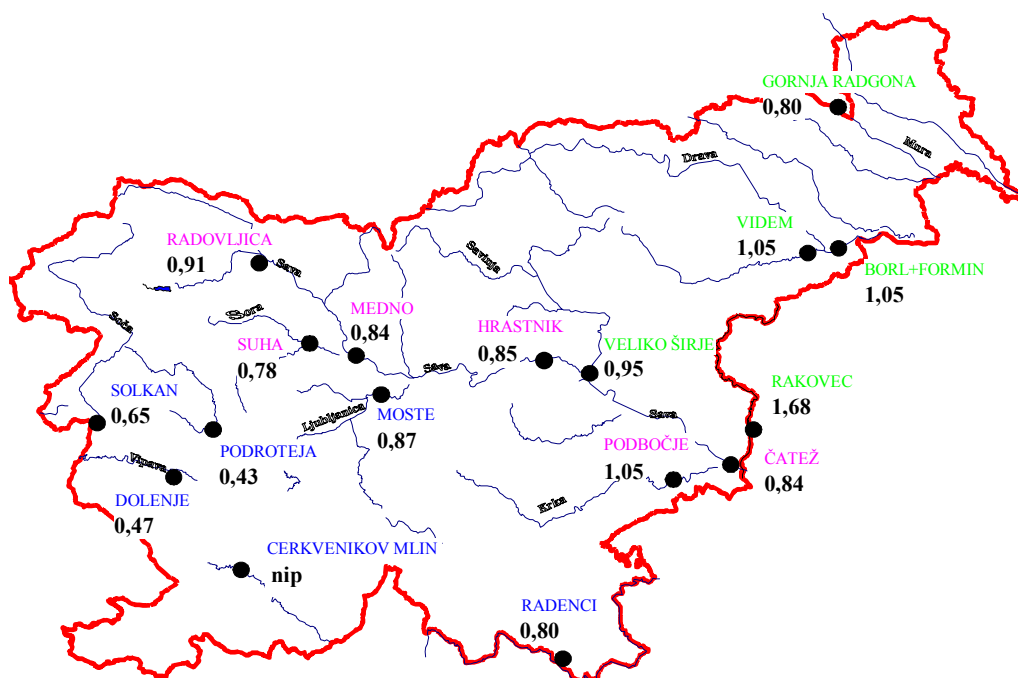 GORNJA RADGONA
0,80
Mura
Drava
VIDEM
1,05
BORL+FORMIN
1,05
RADOVLJICA
0,91
Sava
Savinja
Soča
Sora
MEDNO
0,84
SUHA
0,78
HRASTNIK
0,85
VELIKO ŠIRJE
0,95
Sava
SOLKAN
0,65
Ljubljanica
MOSTE
0,87
Sava
RAKOVEC
1,68
PODROTEJA
0,43
Vipava
PODBOČJE
1,05
ČATEŽ
0,84
DOLENJE
0,47
Krka
CERKVENIKOV MLIN
nip
RADENCI
0,80